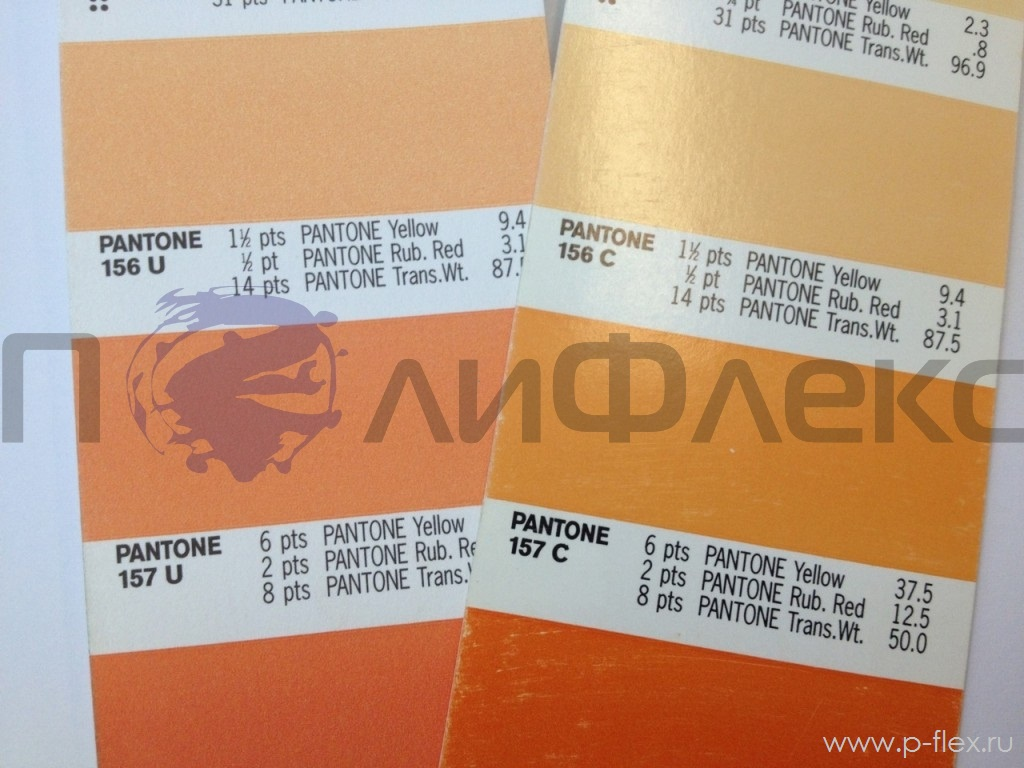 31 pts
PANTONE 156 U
1½ pts PANTONE Yellow 9.4
½ pt PANTONE Rub. Red 3.1
14 pts PANTONE Trans.Wt. 87.
PANTONE 157 U
6 pts PANTONE Yellow
2 pts PANTONE Rub. Re
8 pts PANTONE Trans.
Yellow 2.3
pt PANTONE Rub. Red .8
31 pts PANTONE Trans.Wt. 96.9
PANTONE 156 C
1½ pts PANTONE Yellow 9.4
½ pt PANTONE Rub. Red 3.1
14 pts PANTONE Trans.Wt. 87.5
PANTONE 157 C
6 pts PANTONE Yellow 37.5
2 pts PANTONE Rub. Red 12.5
8 pts PANTONE Trans.Wt. 50.0
ПОлиФлекс
www.p-flex.ru